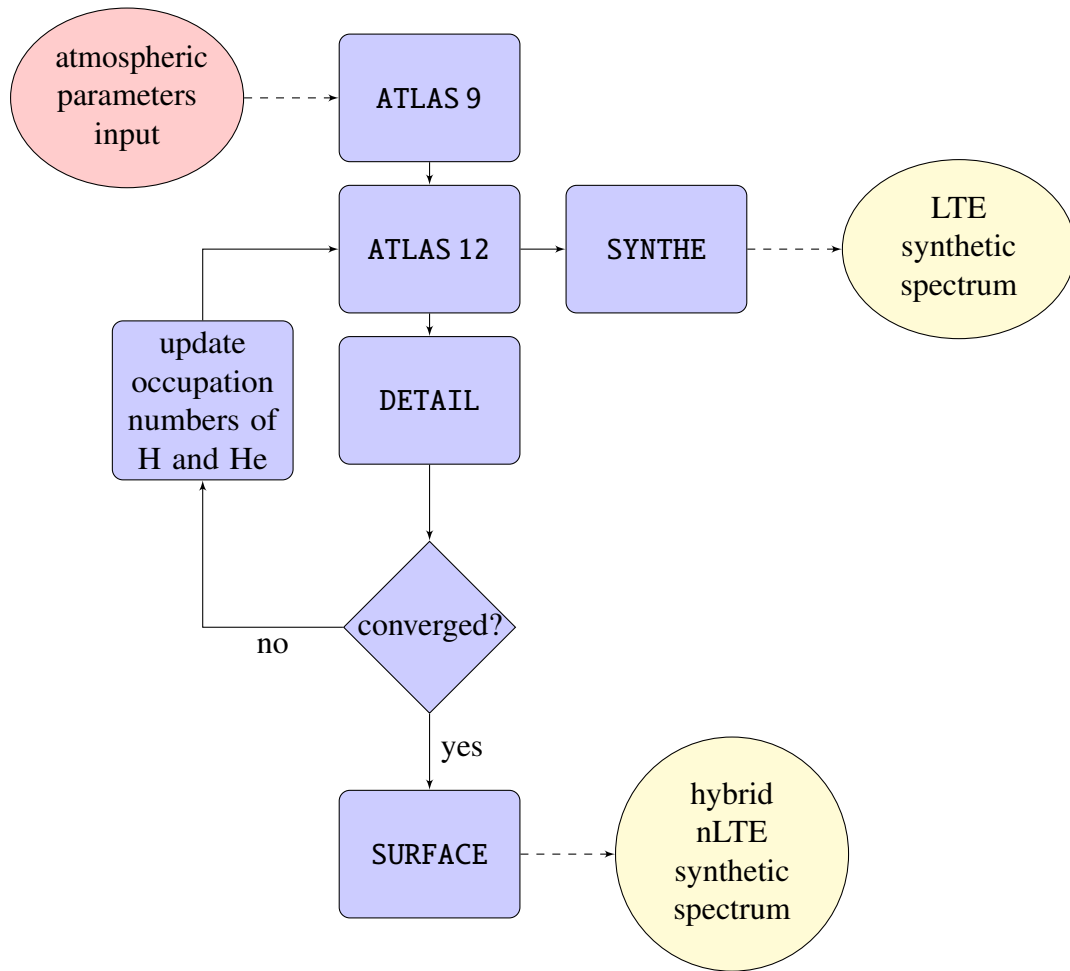 atmospheric
parameters
input
ATLAS 9
ATLAS 12
SYNTHE
LTE
synthetic
spectrum
update
occupation
numbers of
H and He
DETAIL
converged?
no
yes
SURFACE
hybrid
nLTE
synthetic
spectrum